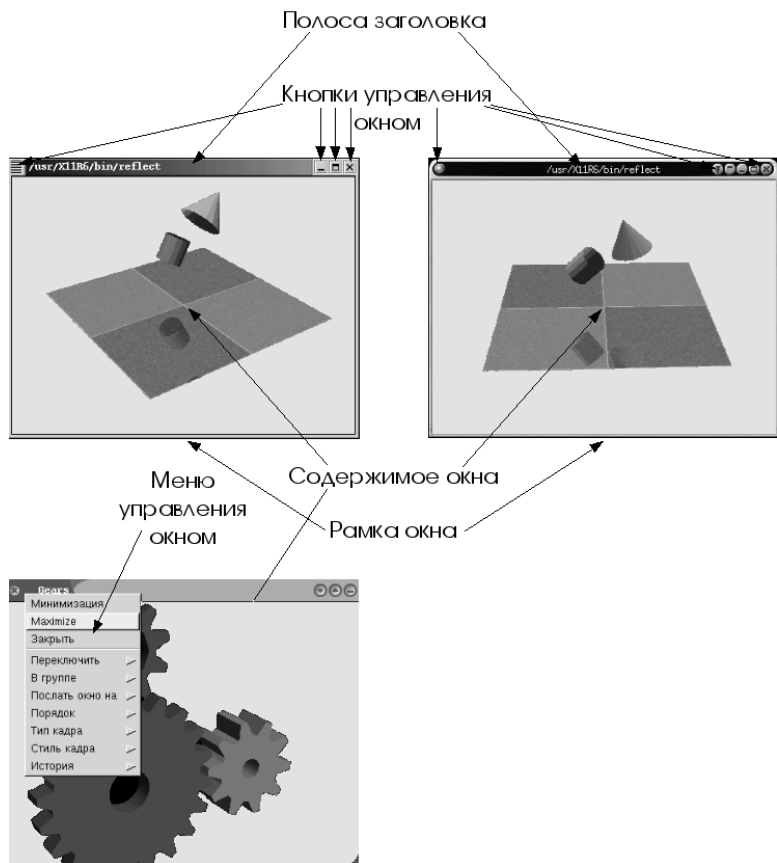 Полоса заголовка
Кнопки управления
окном
/usr/X11R6/bin/reflect
/usr/X11R6/bin/reflect
Содержимое окна
Меню
управления
окном
Рамка окна
Gears
Минимизация
Maximize
Закрыть
Переключить
В группе
Послать окно на
Порядок
Тип кадра
Стиль кадра
История